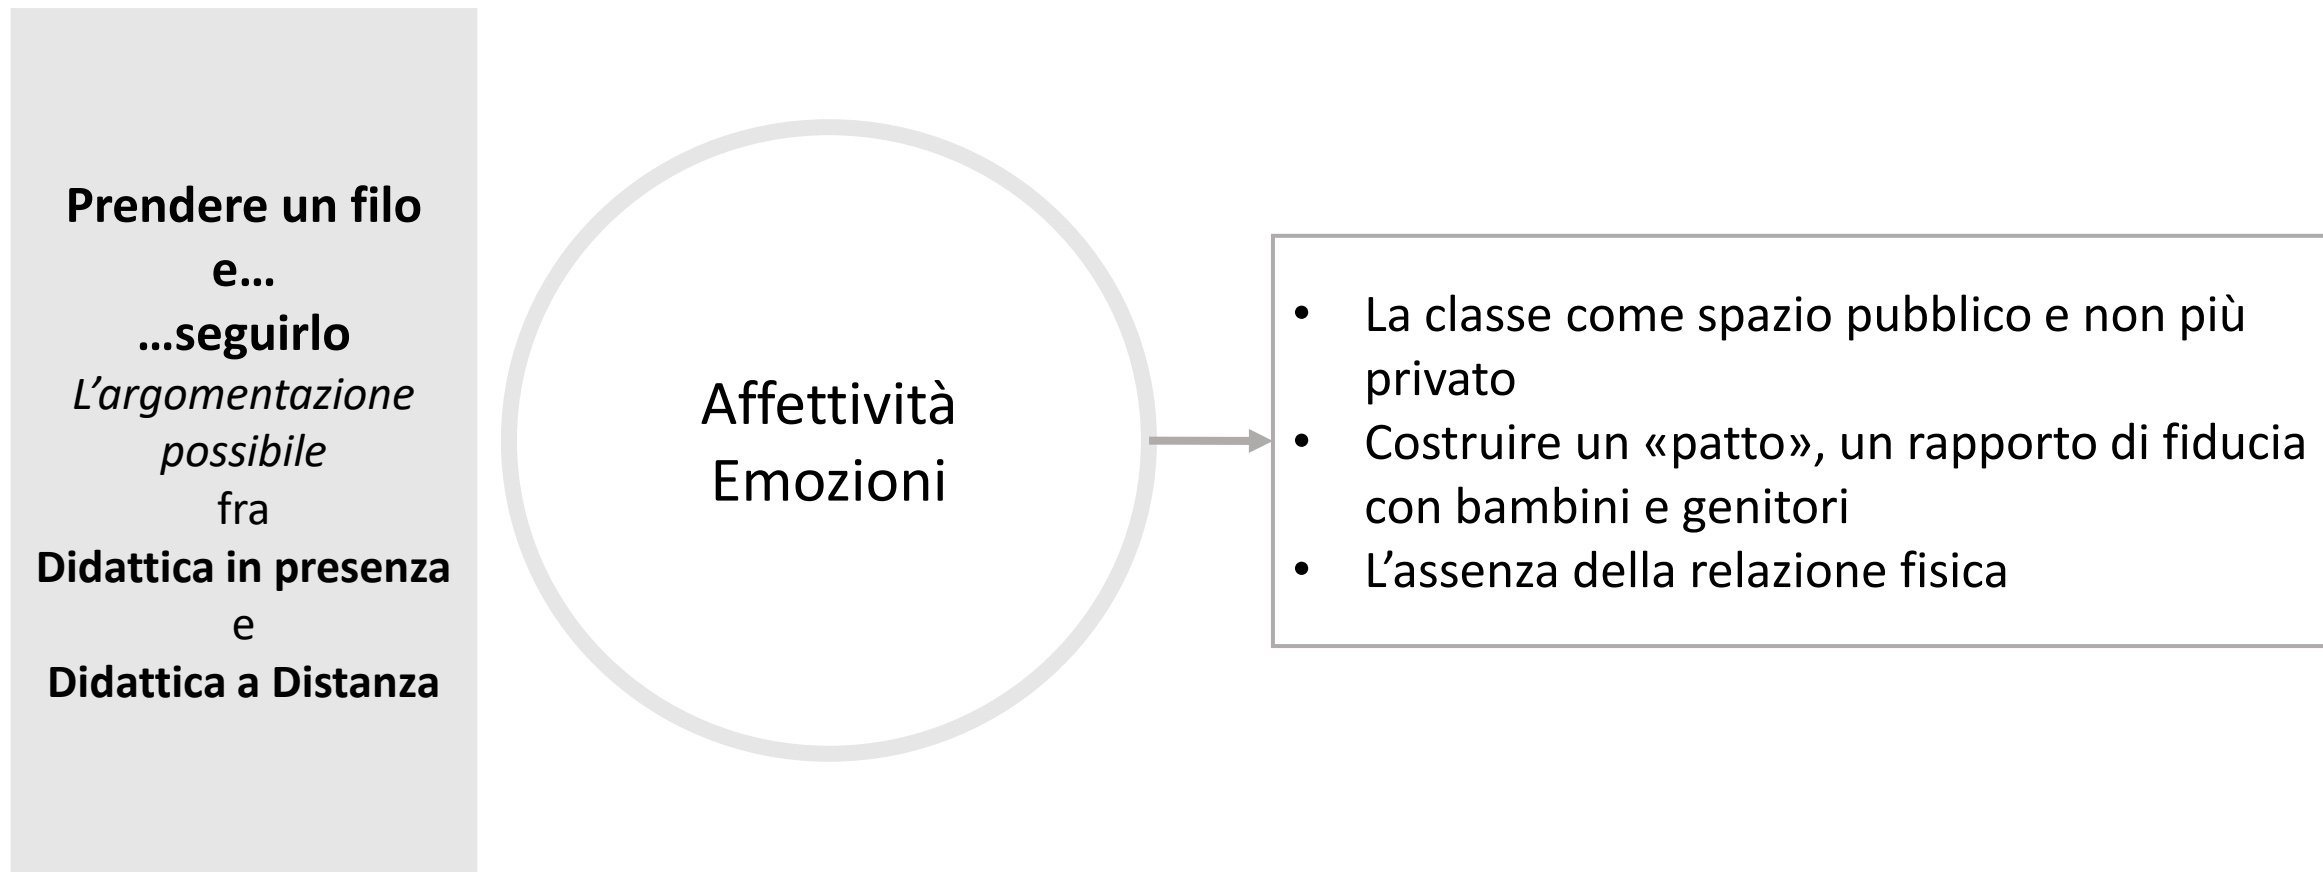 Prendere un filo
e...
...seguirlo
L’argomentazione
possibile
fra
Didattica in presenza
e
Didattica a Distanza
Affettività
Emozioni
• La classe come spazio pubblico e non più
privato
• Costruire un «patto», un rapporto di fiducia
con bambini e genitori
• L’assenza della relazione fisica